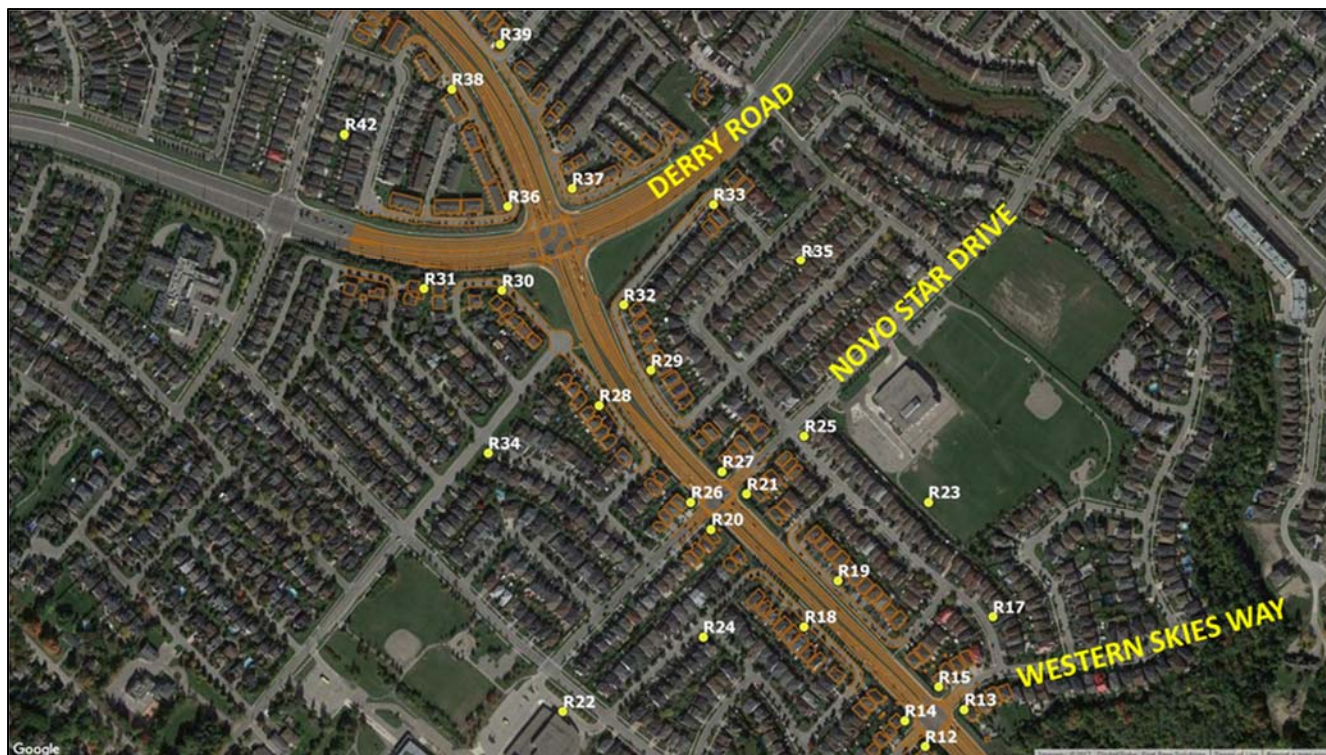 R39
R38
R42
DERRY ROAD
R37
R36
R33
R35
NOVO STAR DRIVE
R31
R30
R32
R29
R28
R25
R34
R27
R21
R26
R23
R20
R19
R17
R18
R24
WESTERN SKIES WAY
R15
R13
R22
R14
R12
Google